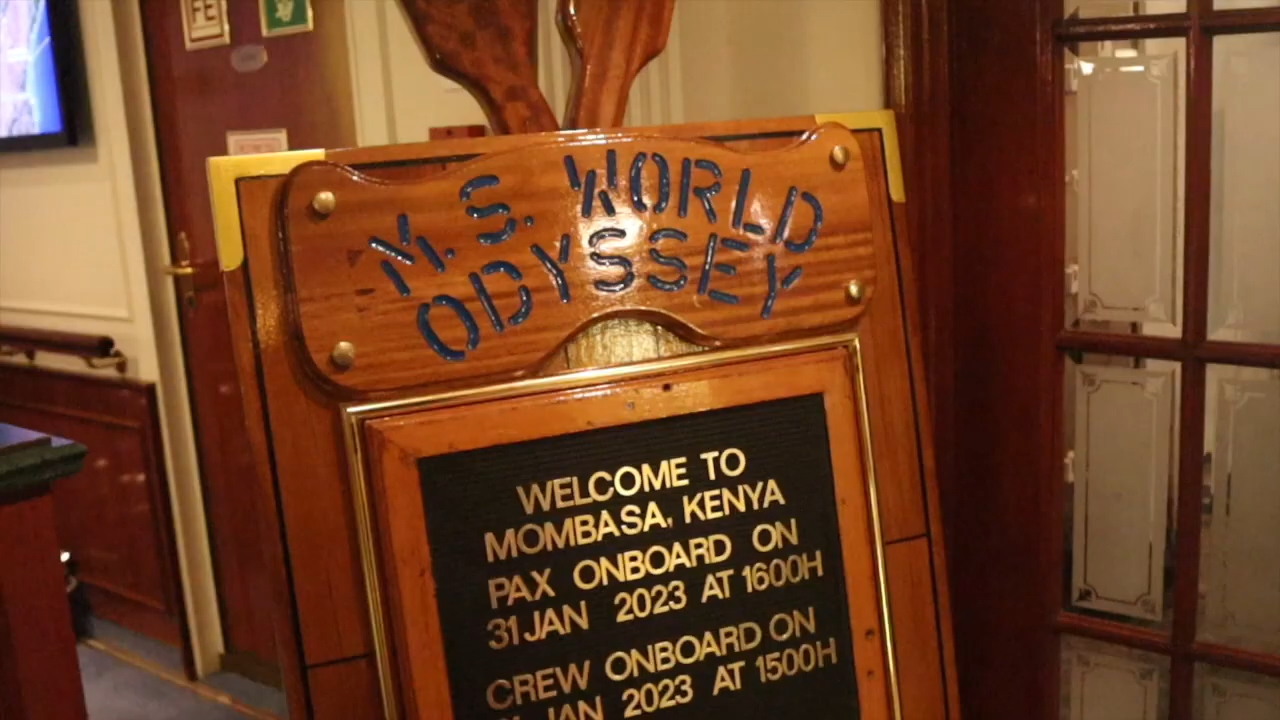 FE
M.S. WORLD
ODYSSEY
WELCOME TO
MOMBASA, KENYA
PAX ONBOARD ON
31 JAN 2023 AT 1600H
CREW ONBOARD ON
JAN 2023 AT 1500H